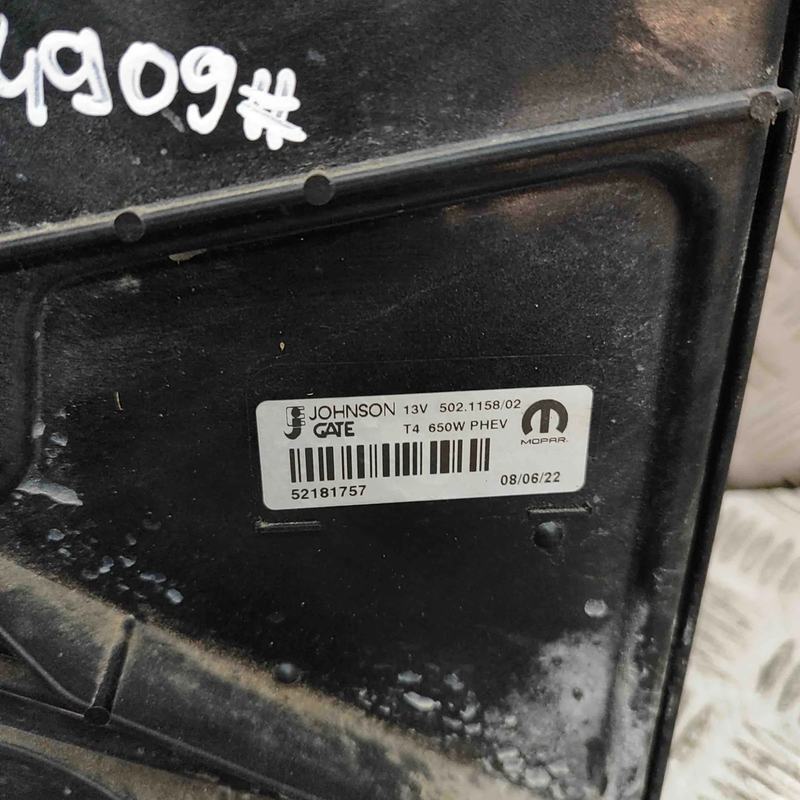 4909#
JOHNSON 13V 502.1158/02
GATE T4 650W PHEV
MOPAR
52181757 08/06/22